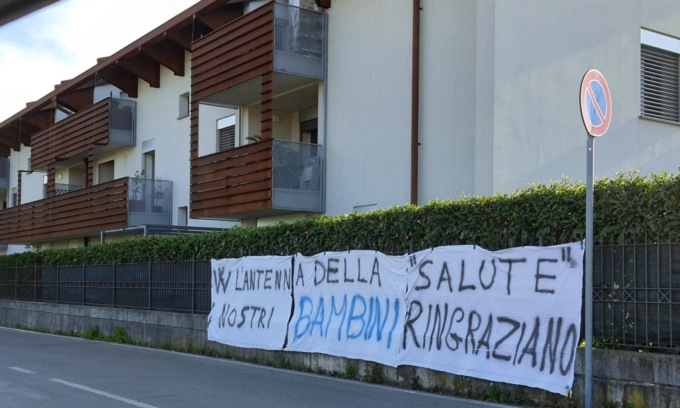 W L'ANTENNA DELLA "SALUTE"
I NOSTRI BAMBINI RINGRAZIANO